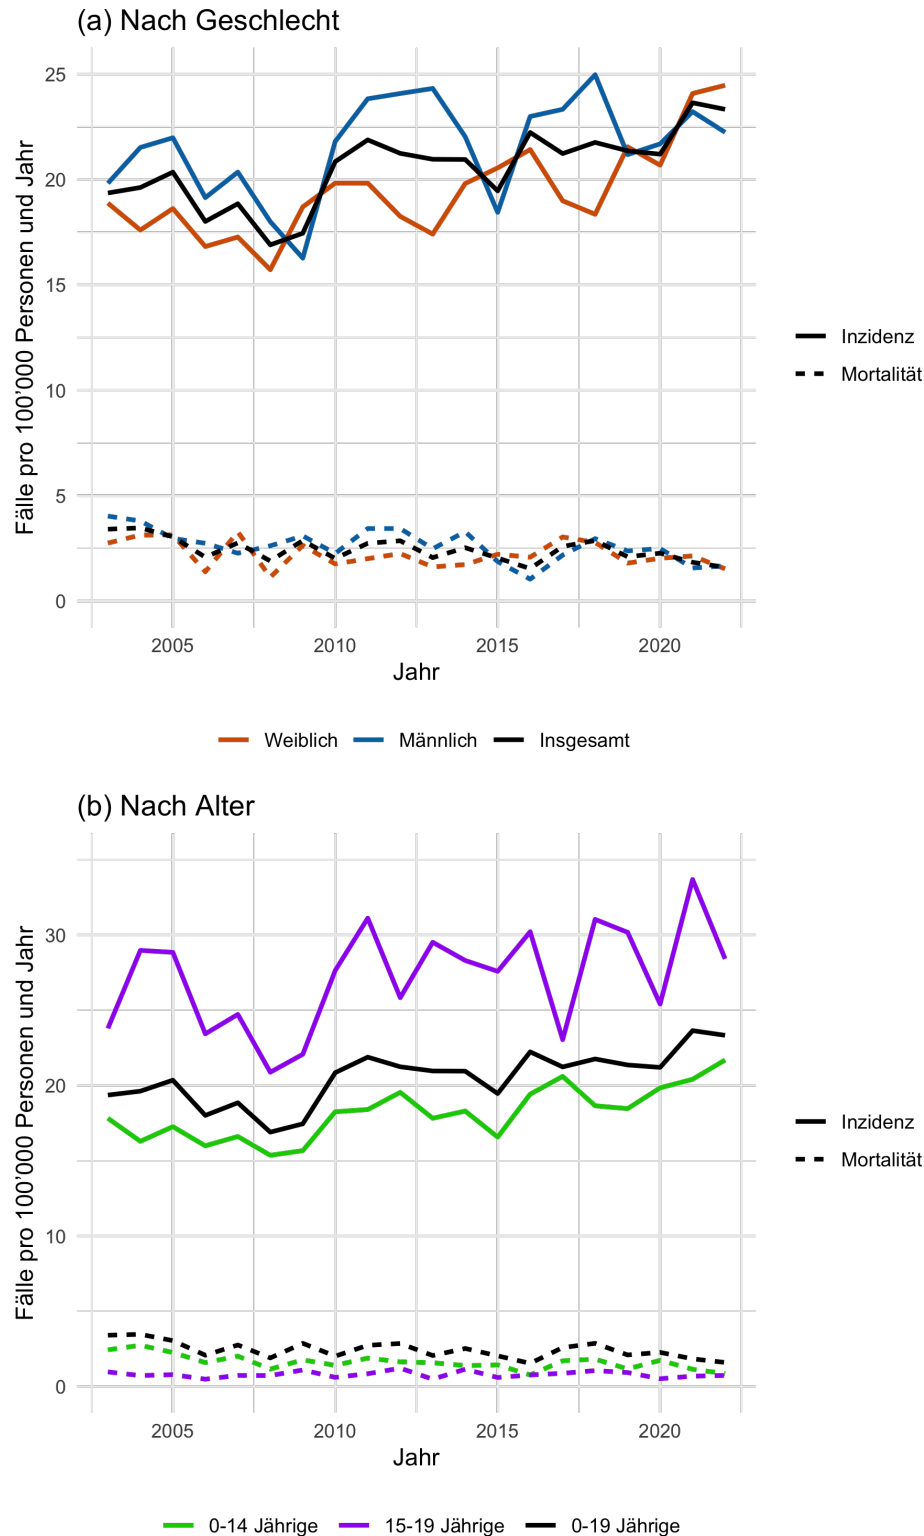 (a) Nach Geschlecht
25
20
15
10
5
0
Fälle pro 100’000 Personen und Jahr
2005 2010 2015 2020
Jahr
Inzidenz
Mortalität
Weiblich Männlich Insgesamt
(b) Nach Alter
30
20
10
0
Fälle pro 100’000 Personen und Jahr
2005 2010 2015 2020
Jahr
Inzidenz
Mortalität
0-14 Jährige 15-19 Jährige 0-19 Jährige